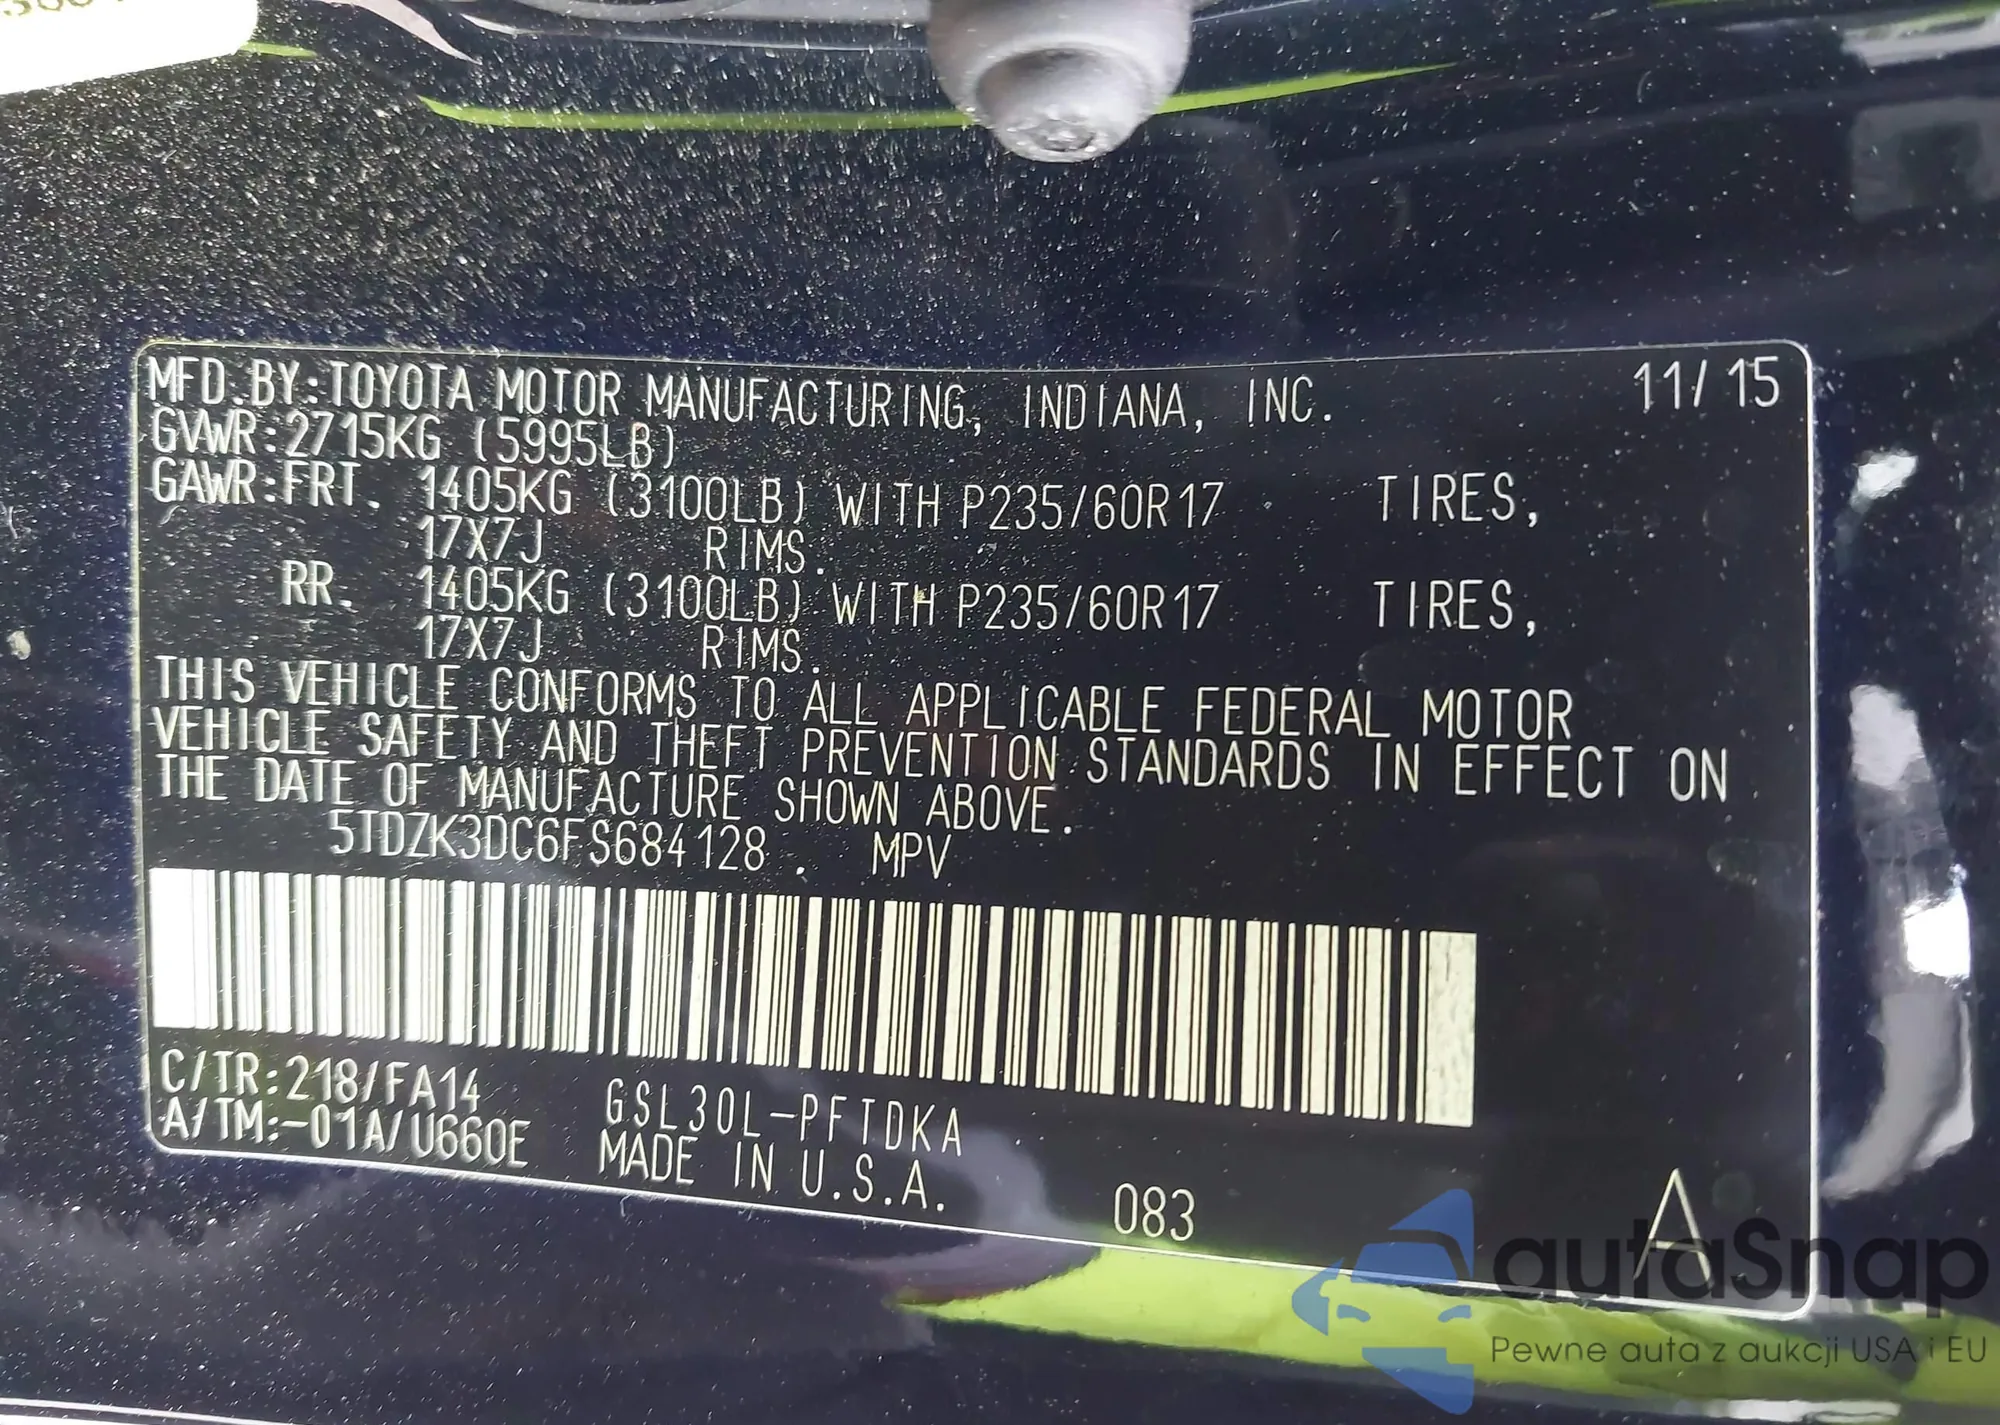 MFD.BY:TOYOTA MOTOR MANUFACTURING, INDIANA, INC. 11/15
GVWR:2715KG (5995LB)
GAWR:FRT. 1405KG (3100LB) WITH P235/60R17 TIRES,
17X7J RIMS.
RR. 1405KG (3100LB) WITH P235/60R17 TIRES,
17X7J RIMS.
THIS VEHICLE CONFORMS TO ALL APPLICABLE FEDERAL MOTOR
VEHICLE SAFETY AND THEFT PREVENTION STANDARDS IN EFFECT ON
THE DATE OF MANUFACTURE SHOWN ABOVE.
5TDZK3DC6FS684128 . MPV
C/TR:218/FA14 GSL30L-PFTDKA
A/TM:-01A/U660E MADE IN U.S.A. 083 A
autaSnap
Pewne auta z aukcji USA i EU